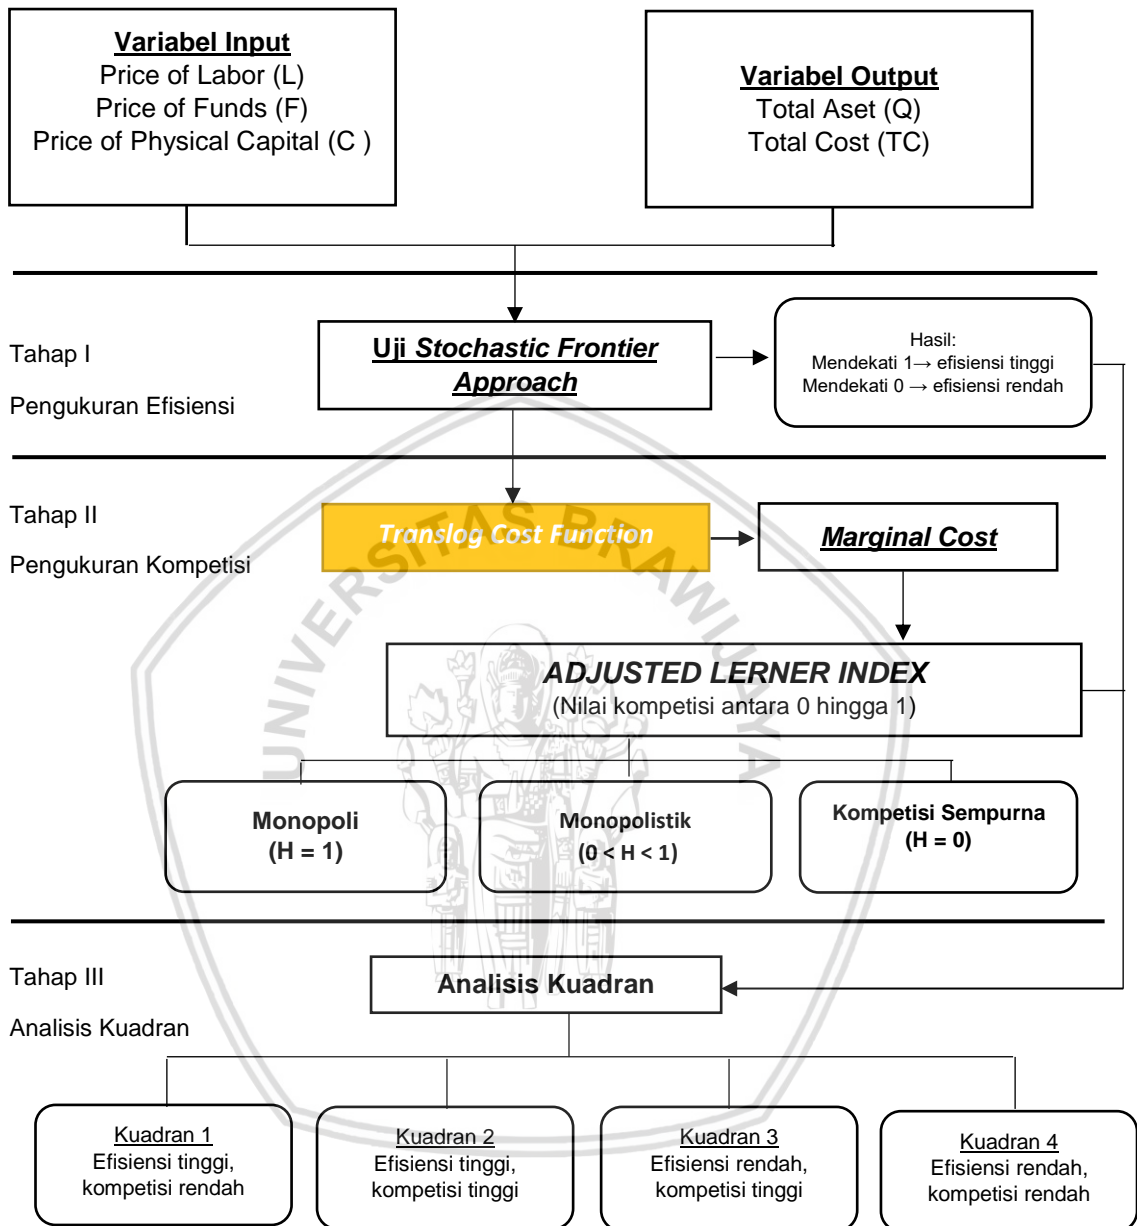 Variabel Input
Price of Labor (L)
Price of Funds (F)
Price of Physical Capital (C )
Variabel Output
Total Aset (Q)
Total Cost (TC)
Tahap I
Pengukuran Efisiensi
Uji Stochastic Frontier
Approach
Hasil:
Mendekati 1→ efisiensi tinggi
Mendekati 0 → efisiensi rendah
Tahap II
Pengukuran Kompetisi
Translog Cost Function
Marginal Cost
ADJUSTED LERNER INDEX
(Nilai kompetisi antara 0 hingga 1)
Monopoli
(H = 1)
Monopolistik
(0 < H < 1)
Kompetisi Sempurna
(H = 0)
UNIVERSITAS BRAWIJAYA
Tahap III
Analisis Kuadran
Analisis Kuadran
Kuadran 1
Efisiensi tinggi,
kompetisi rendah
Kuadran 2
Efisiensi tinggi,
kompetisi tinggi
Kuadran 3
Efisiensi rendah,
kompetisi tinggi
Kuadran 4
Efisiensi rendah,
kompetisi rendah